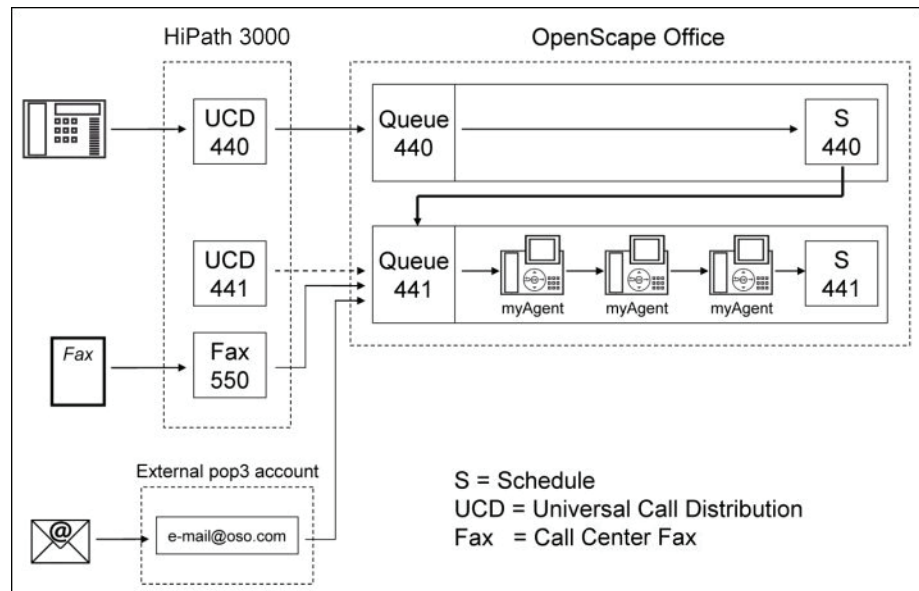 HiPath 3000
OpenScape Office
UCD
440
Queue
440
S
440
UCD
441
Queue
441
myAgent
myAgent
myAgent
S
441
Fax
Fax
550
External pop3 account
@
e-mail@oso.com
S = Schedule
UCD = Universal Call Distribution
Fax = Call Center Fax